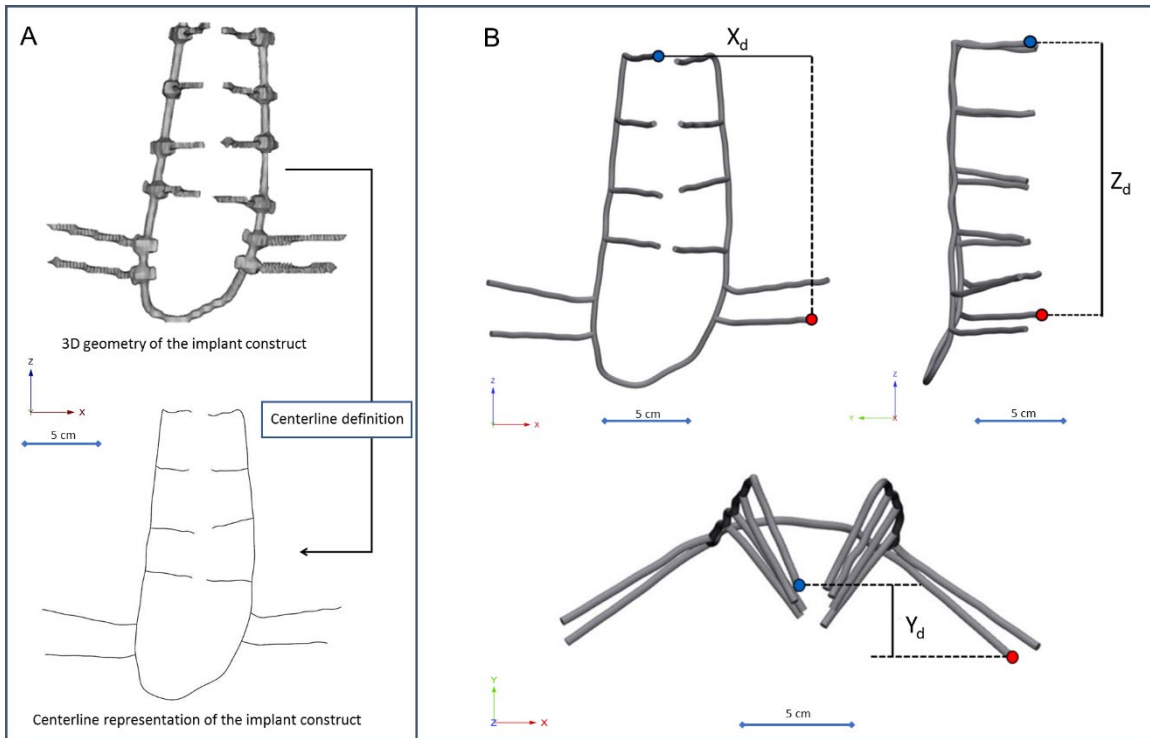 A
3D geometry of the implant construct
Z
Y
X
5 cm
Centerline definition
Centerline representation of the implant construct
B
X_d
Z_d
Z
Y
X
5 cm
Z
Y
X
5 cm
Y_d
Y
Z
X
5 cm